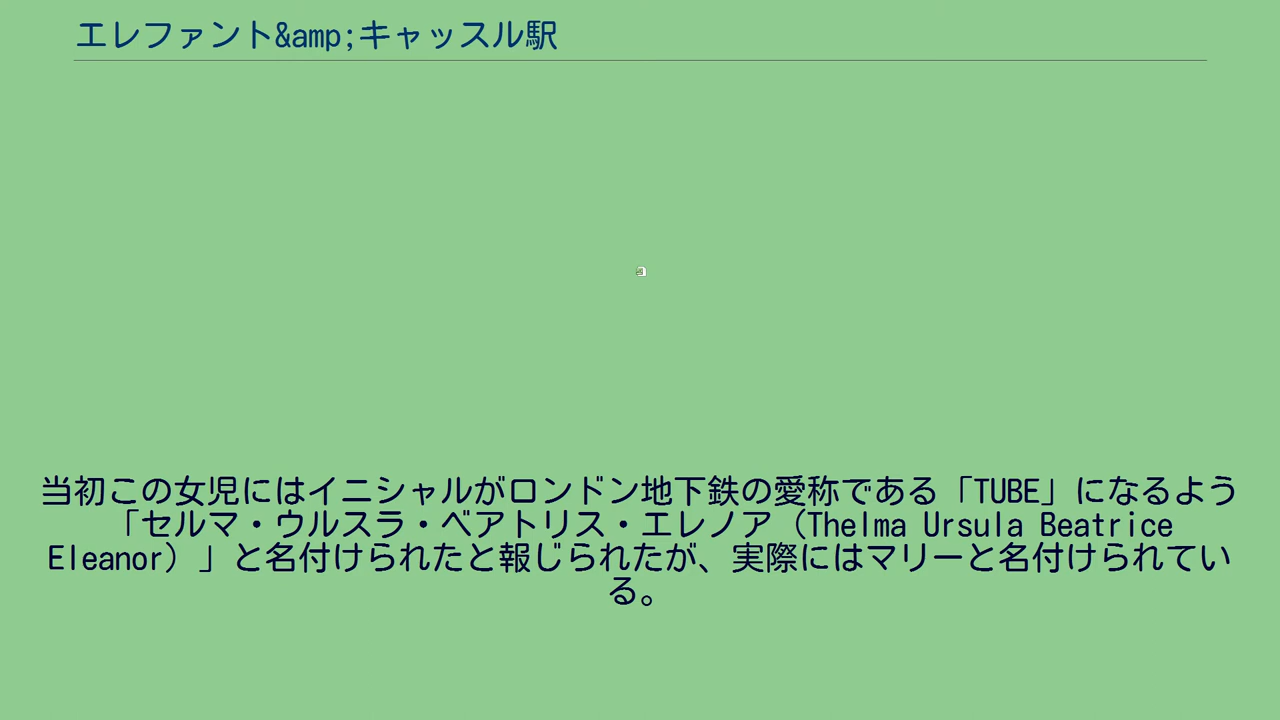 エレファント&amp;キャッスル駅
当初この女児にはイニシャルがロンドン地下鉄の愛称である「TUBE」になるよう
「セルマ・ウルスラ・ベアトリス・エレノア（Thelma Ursula Beatrice
Eleanor）」と名付けられたと報じられたが、実際にはマリーと名付けられてい
る。